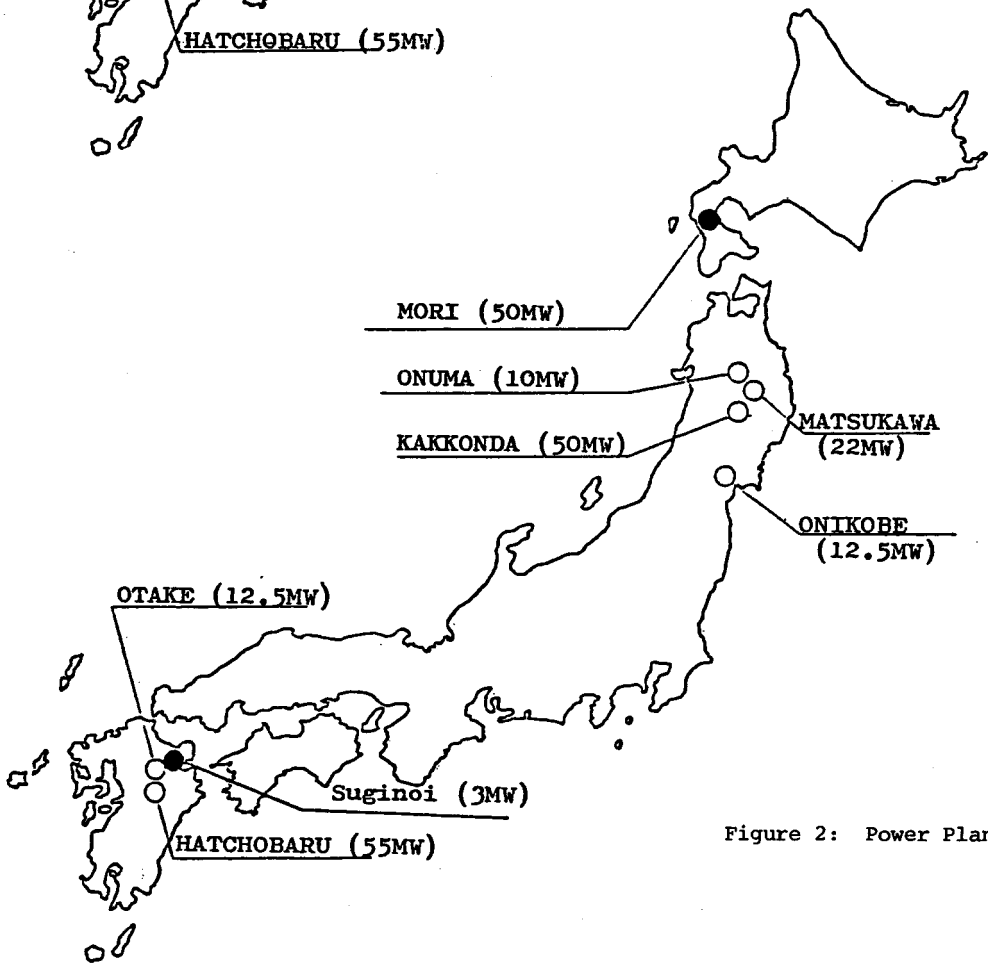 HATCHOBARU (55MW)
MORI (50MW)
ONUMA (10MW)
KAKKONDA (50MW)
MATSUKAWA
(22MW)
ONIKOBE
(12.5MW)
OTAKE (12.5MW)
Suginoi (3MW)
HATCHOBARU (55MW)
Figure 2: Power Plan